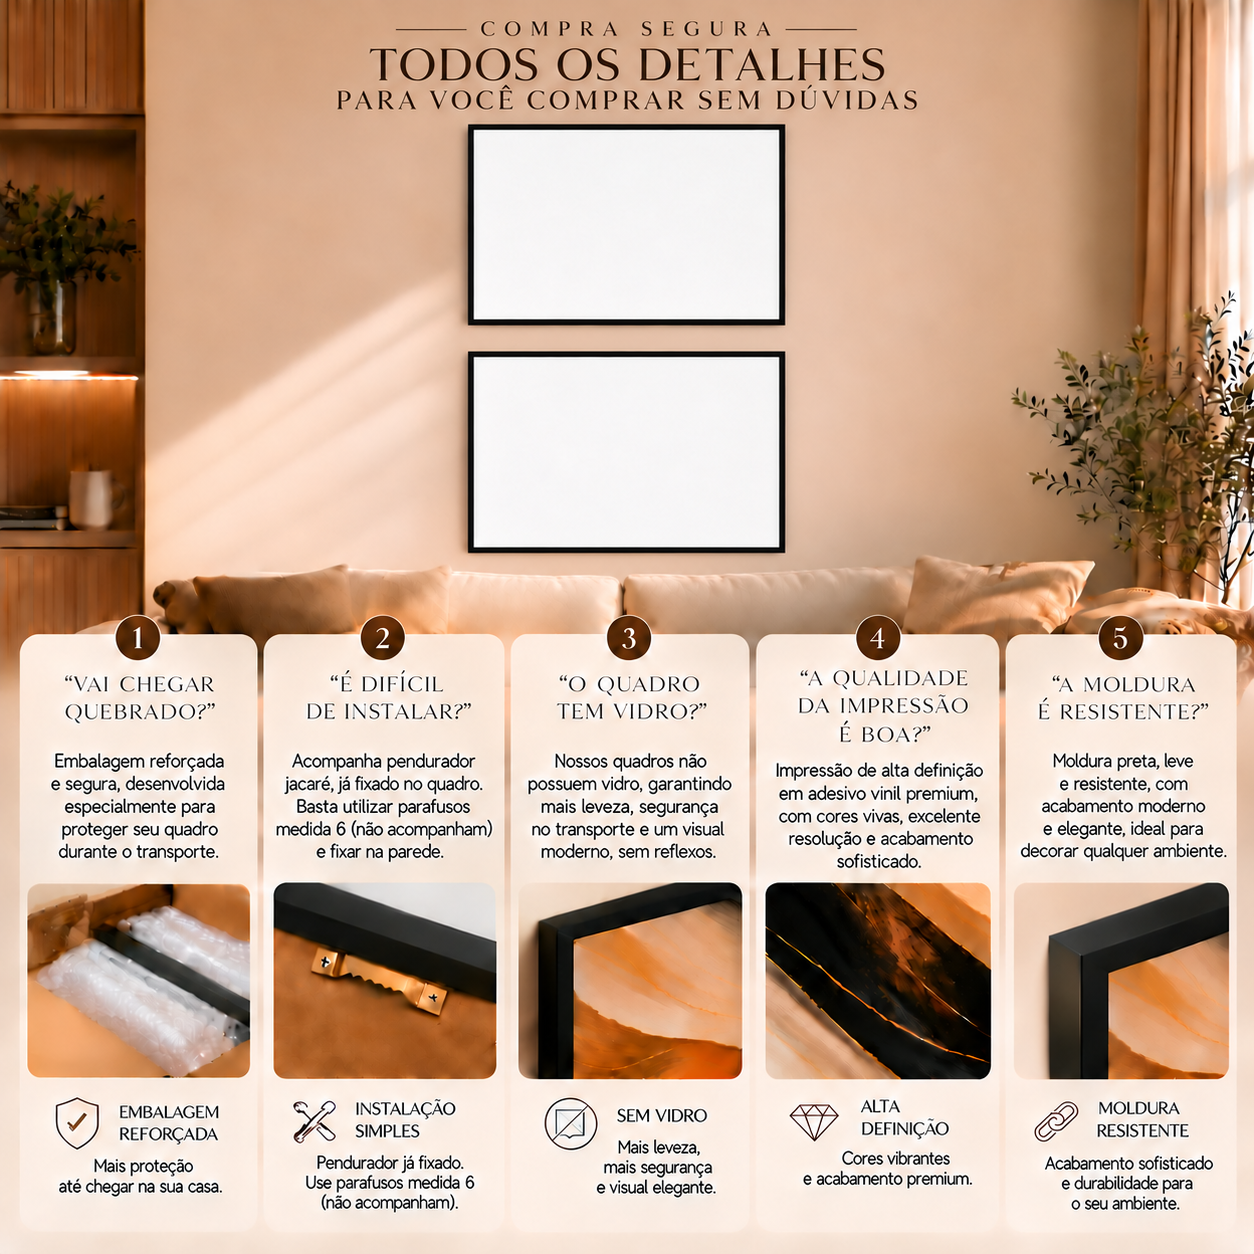 COMPRA SEGURA
TODOS OS DETALHES
PARA VOCÊ COMPRAR SEM DÚVIDAS
1
“VAI CHEGAR
QUEBRADO?”
Embalagem reforçada
e segura, desenvolvida
especialmente para
proteger seu quadro
durante o transporte.
EMBALAGEM
REFORÇADA
Mais proteção
até chegar na sua casa.
2
“É DIFÍCIL
DE INSTALAR?”
Acompanha pendurador
jacaré, já fixado no quadro.
Basta utilizar parafusos
medida 6 (não acompanham)
e fixar na parede.
INSTALAÇÃO
SIMPLES
Pendurador já fixado.
Use parafusos medida 6
(não acompanham).
3
“O QUADRO
TEM VIDRO?”
Nossos quadros não
possuem vidro, garantindo
mais leveza, segurança
no transporte e um visual
moderno, sem reflexos.
SEM VIDRO
Mais leveza,
mais segurança
e visual elegante.
4
“A QUALIDADE
DA IMPRESSÃO
É BOA?”
Impressão de alta definição
em adesivo vinil premium,
com cores vivas, excelente
resolução e acabamento
sofisticado.
ALTA
DEFINIÇÃO
Cores vibrantes
e acabamento premium.
5
“A MOLDURA
É RESISTENTE?”
Moldura preta, leve
e resistente, com
acabamento moderno
e elegante, ideal para
decorar qualquer ambiente.
MOLDURA
RESISTENTE
Acabamento sofisticado
e durabilidade para
o seu ambiente.